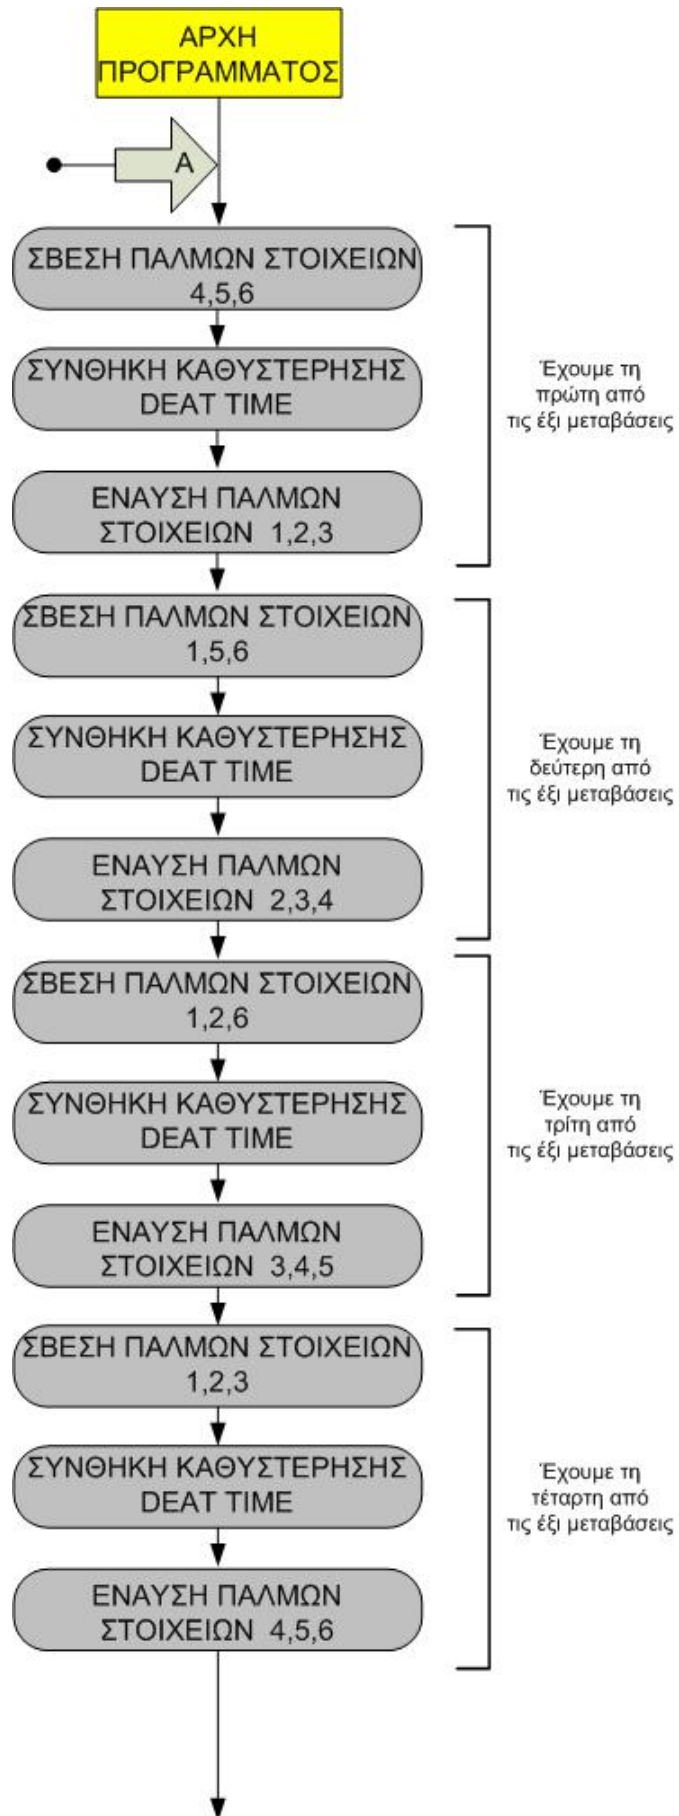 ΑΡΧΗ
ΠΡΟΓΡΑΜΜΑΤΟΣ
Α
ΣΒΕΣΗ ΠΑΛΜΩΝ ΣΤΟΙΧΕΙΩΝ
4,5,6
ΣΥΝΘΗΚΗ ΚΑΘΥΣΤΕΡΗΣΗΣ
DEAT TIME
ΕΝΑΥΣΗ ΠΑΛΜΩΝ
ΣΤΟΙΧΕΙΩΝ 1,2,3
Έχουμε τη
πρώτη από
τις έξι μεταβάσεις
ΣΒΕΣΗ ΠΑΛΜΩΝ ΣΤΟΙΧΕΙΩΝ
1,5,6
ΣΥΝΘΗΚΗ ΚΑΘΥΣΤΕΡΗΣΗΣ
DEAT TIME
ΕΝΑΥΣΗ ΠΑΛΜΩΝ
ΣΤΟΙΧΕΙΩΝ 2,3,4
Έχουμε τη
δεύτερη από
τις έξι μεταβάσεις
ΣΒΕΣΗ ΠΑΛΜΩΝ ΣΤΟΙΧΕΙΩΝ
1,2,6
ΣΥΝΘΗΚΗ ΚΑΘΥΣΤΕΡΗΣΗΣ
DEAT TIME
ΕΝΑΥΣΗ ΠΑΛΜΩΝ
ΣΤΟΙΧΕΙΩΝ 3,4,5
Έχουμε τη
τρίτη από
τις έξι μεταβάσεις
ΣΒΕΣΗ ΠΑΛΜΩΝ ΣΤΟΙΧΕΙΩΝ
1,2,3
ΣΥΝΘΗΚΗ ΚΑΘΥΣΤΕΡΗΣΗΣ
DEAT TIME
ΕΝΑΥΣΗ ΠΑΛΜΩΝ
ΣΤΟΙΧΕΙΩΝ 4,5,6
Έχουμε τη
τέταρτη από
τις έξι μεταβάσεις